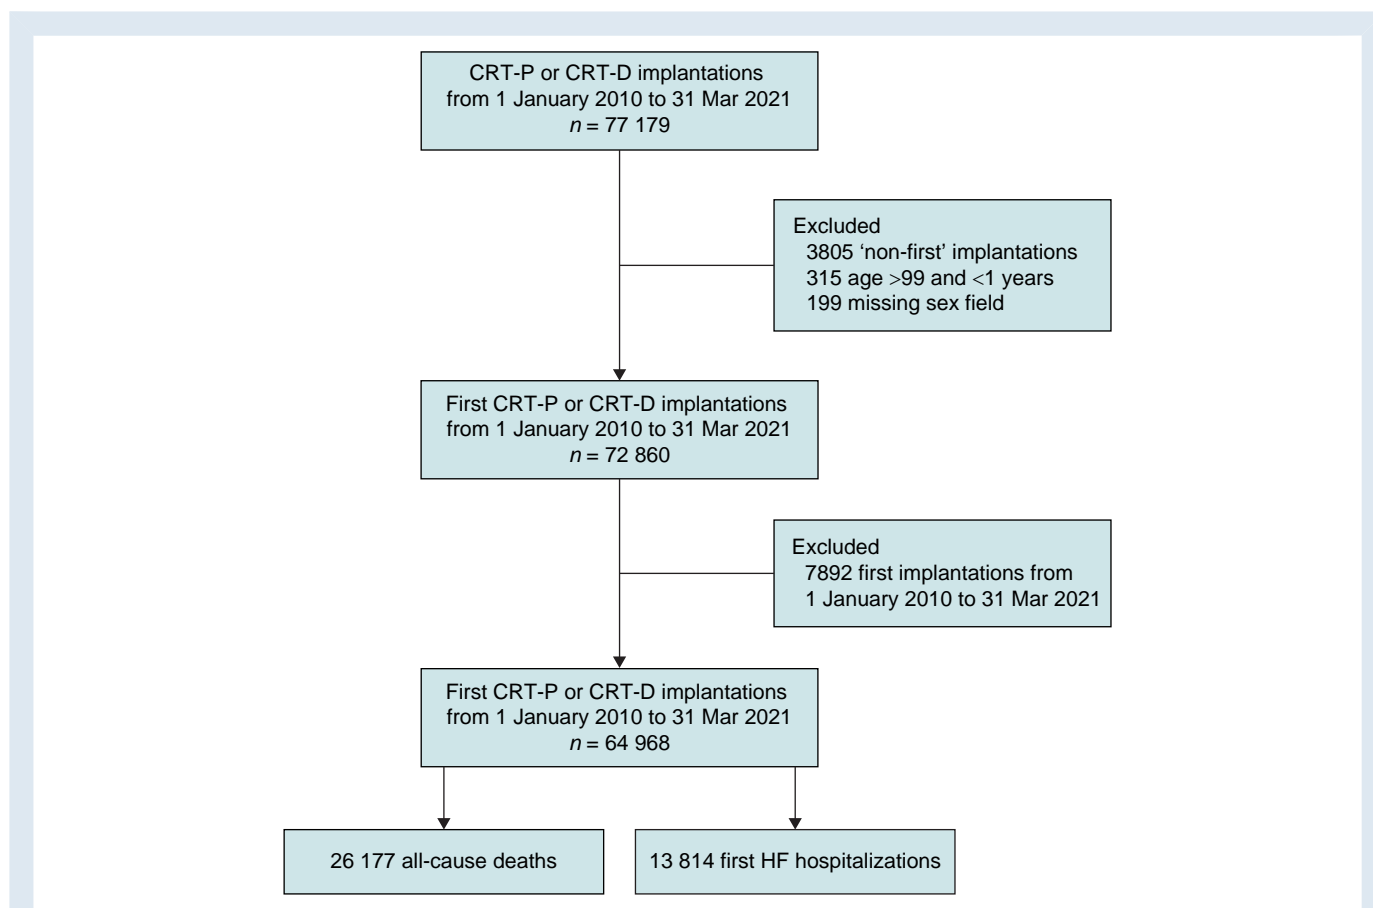 CRT-P or CRT-D implantations
from 1 January 2010 to 31 Mar 2021
n = 77 179
Excluded
3805 ‘non-first’ implantations
315 age >99 and <1 years
199 missing sex field
First CRT-P or CRT-D implantations
from 1 January 2010 to 31 Mar 2021
n = 72 860
Excluded
7892 first implantations from
1 January 2010 to 31 Mar 2021
First CRT-P or CRT-D implantations
from 1 January 2010 to 31 Mar 2021
n = 64 968
26 177 all-cause deaths
13 814 first HF hospitalizations